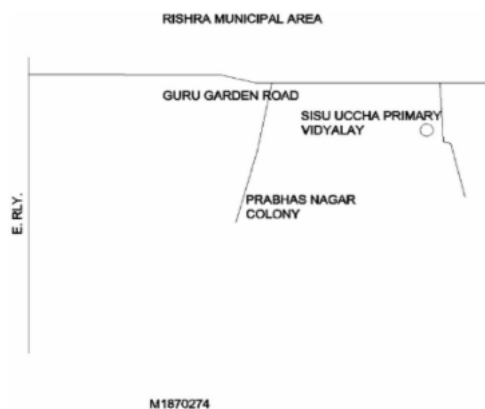 RISHRA MUNICIPAL AREA
GURU GARDEN ROAD
SISU UCCHA PRIMARY
VIDYALAY
PRABHAS NAGAR
COLONY
E. RLY.
M1870274